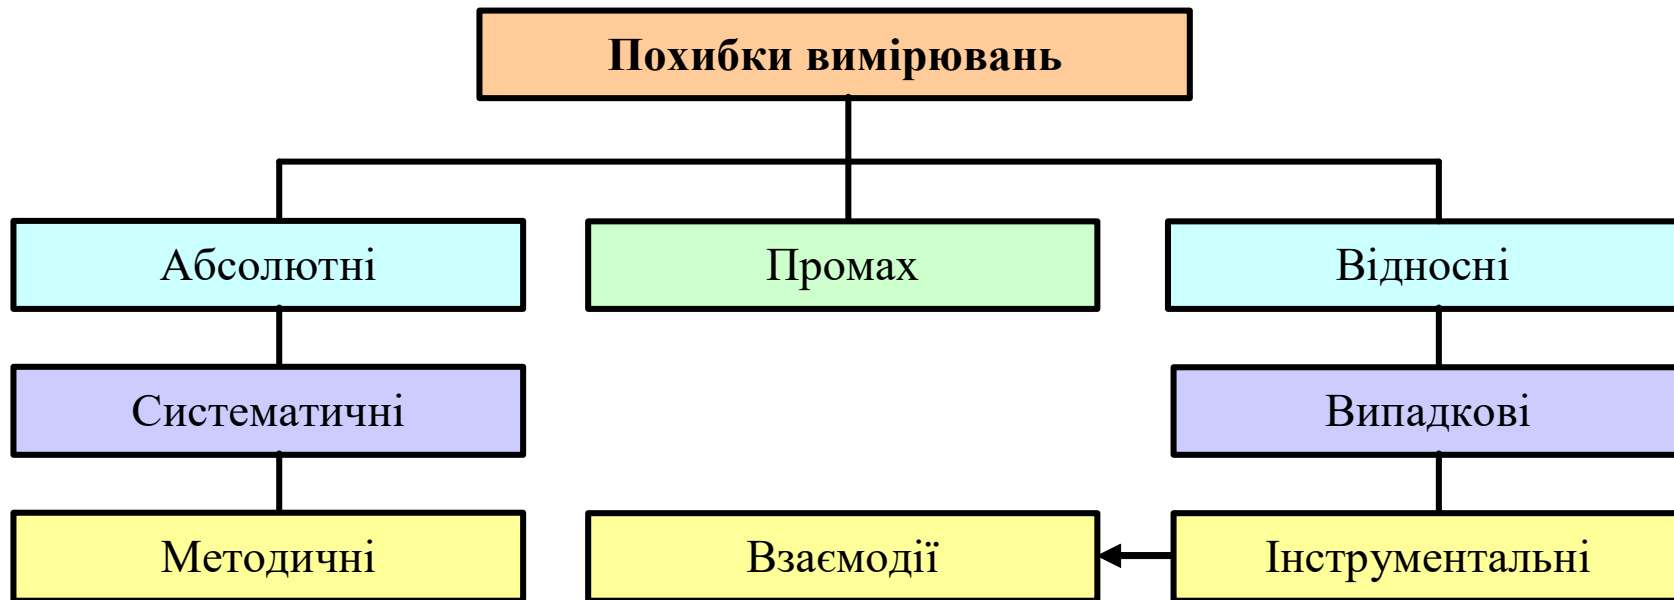 Похибки вимірювань
Абсолютні
Промах
Відносні
Систематичні
Випадкові
Методичні
Взаємодії
Інструментальні